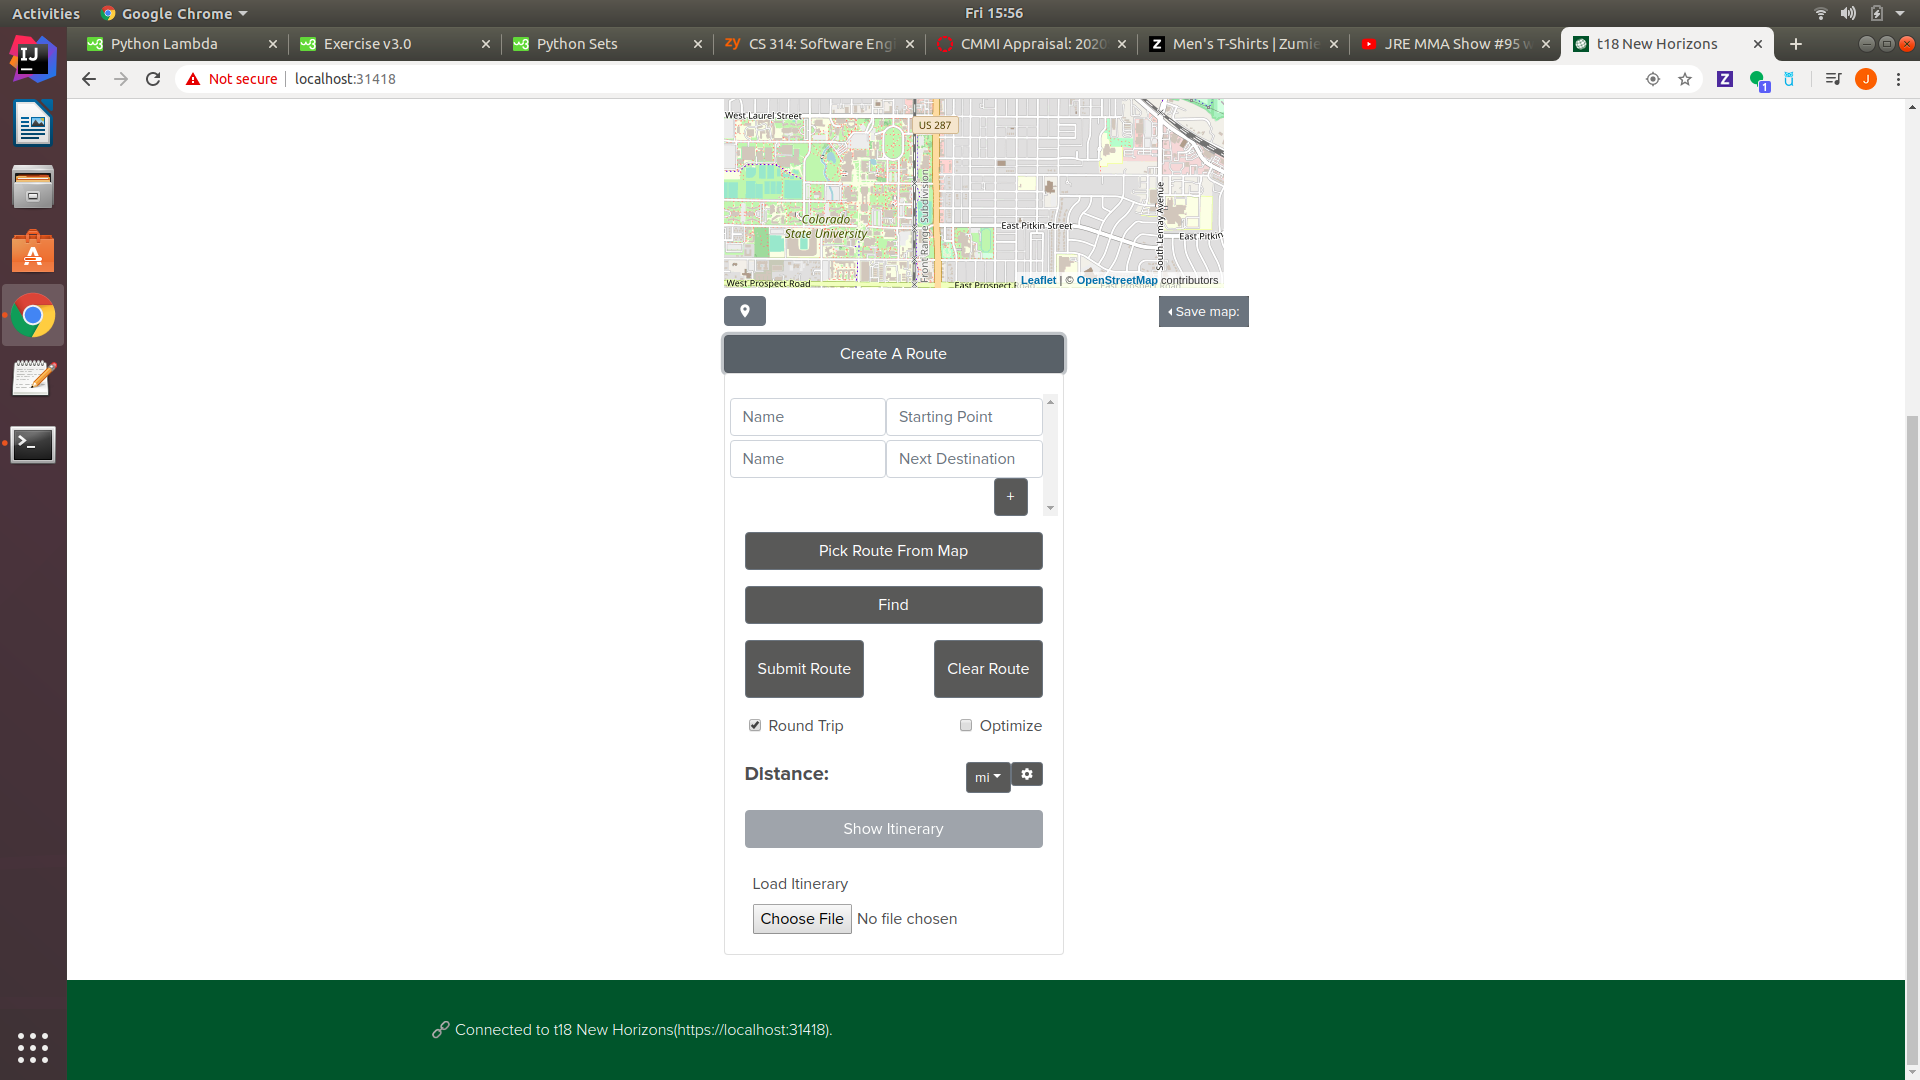 Activities
Google Chrome
Fri 15:56
Python Lambda
Exercise v3.0
Python Sets
CS 314: Software Eng
CMMI Appraisal: 2020
Men's T-Shirts | Zumie
JRE MMA Show #95 w
t18 New Horizons
Not secure
localhost:31418
West Laurel Street
US 287
Front Range Subdivision
Colorado
State University
East Pitkin Street
South Lemay Avenue
East Pitkin
West Prospect Road
East Prospect
Leaflet | © OpenStreetMap contributors
Save map:
Create A Route
Name
Starting Point
Name
Next Destination
+
Pick Route From Map
Find
Submit Route
Clear Route
Round Trip
Optimize
Distance:
mi
Show Itinerary
Load Itinerary
Choose File
No file chosen
Connected to t18 New Horizons(https://localhost:31418).